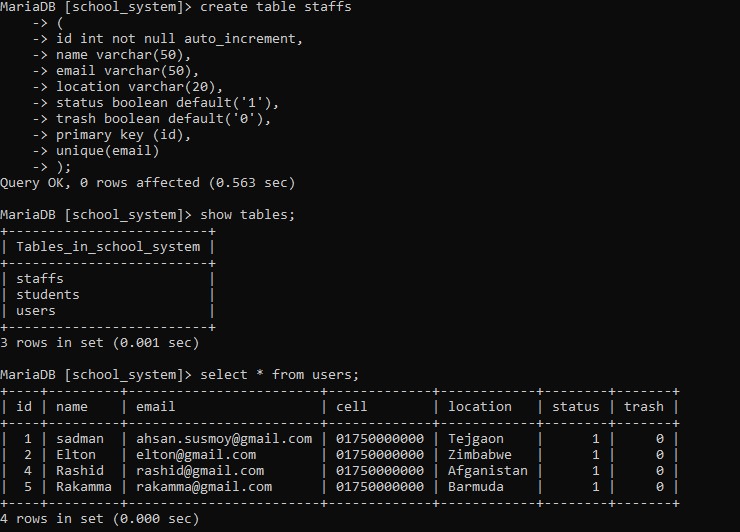 MariaDB [school_system]> create table staffs
    -> (
    -> id int not null auto_increment,
    -> name varchar(50),
    -> email varchar(50),
    -> location varchar(20),
    -> status boolean default('1'),
    -> trash boolean default('0'),
    -> primary key (id),
    -> unique(email)
    -> );
Query OK, 0 rows affected (0.563 sec)

MariaDB [school_system]> show tables;
+-------------------------+
| Tables_in_school_system |
+-------------------------+
| staffs                  |
| students                |
| users                   |
+-------------------------+
3 rows in set (0.001 sec)

MariaDB [school_system]> select * from users;
+----+---------+------------------------+-------------+------------+--------+-------+
| id | name    | email                  | cell        | location   | status | trash |
+----+---------+------------------------+-------------+------------+--------+-------+
|  1 | sadman  | ahsan.susmoy@gmail.com | 01750000000 | Tejgaon    |      1 |     0 |
|  2 | Elton   | elton@gmail.com        | 01750000000 | Zimbabwe   |      1 |     0 |
|  4 | Rashid  | rashid@gmail.com       | 01750000000 | Afganistan |      1 |     0 |
|  5 | Rakamma | rakamma@gmail.com      | 01750000000 | Barmuda    |      1 |     0 |
+----+---------+------------------------+-------------+------------+--------+-------+
4 rows in set (0.000 sec)